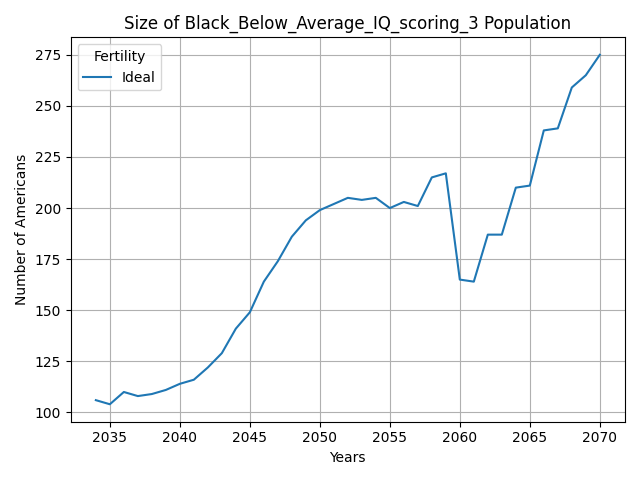 Size of Black_Below_Average_IQ_scoring_3 Population
Fertility
Ideal
Number of Americans
275
250
225
200
175
150
125
100
2035 2040 2045 2050 2055 2060 2065 2070
Years